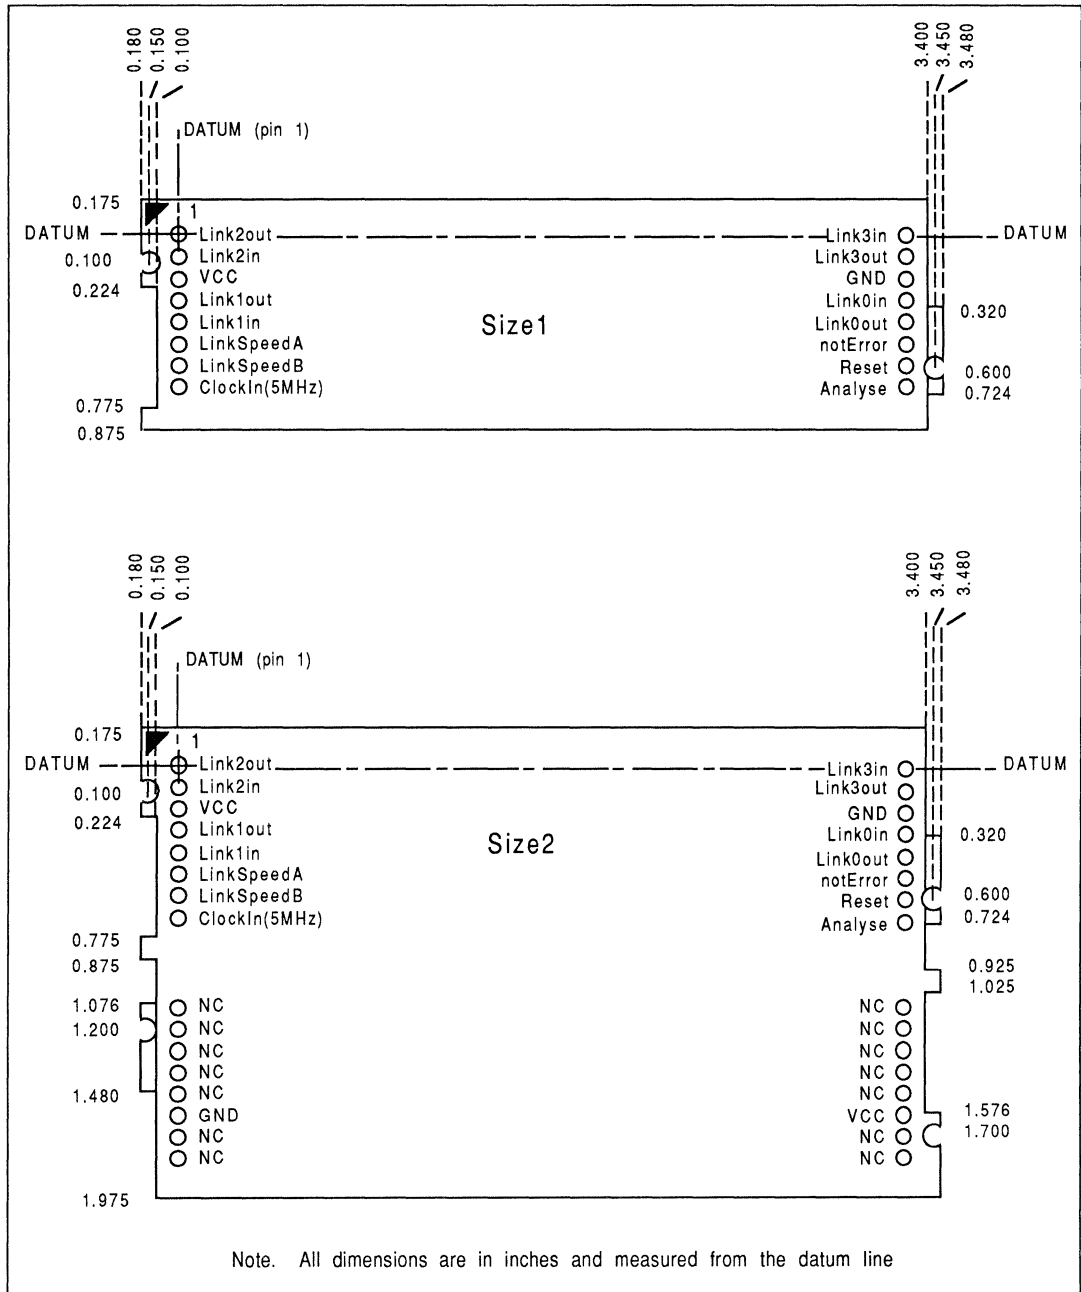 0.180
0.150
0.100
3.400
3.450
3.480
DATUM (pin 1)
0.175
1
DATUM
Link2out
Link3in
DATUM
0.100
Link2in
Link3out
VCC
GND
0.224
Link1out
Link0in
0.320
Link1in
Size1
Link0out
LinkSpeedA
notError
LinkSpeedB
Reset
0.600
ClockIn(5MHz)
Analyse
0.724
0.775
0.875
0.180
0.150
0.100
3.400
3.450
3.480
DATUM (pin 1)
0.175
1
DATUM
Link2out
Link3in
DATUM
0.100
Link2in
Link3out
VCC
GND
0.224
Link1out
Link0in
0.320
Link1in
Size2
Link0out
LinkSpeedA
notError
LinkSpeedB
Reset
0.600
ClockIn(5MHz)
Analyse
0.724
0.775
0.875
0.925
1.025
1.076
NC
NC
1.200
NC
NC
NC
NC
NC
NC
1.480
NC
NC
GND
VCC
1.576
NC
NC
1.700
NC
NC
1.975
Note. All dimensions are in inches and measured from the datum line